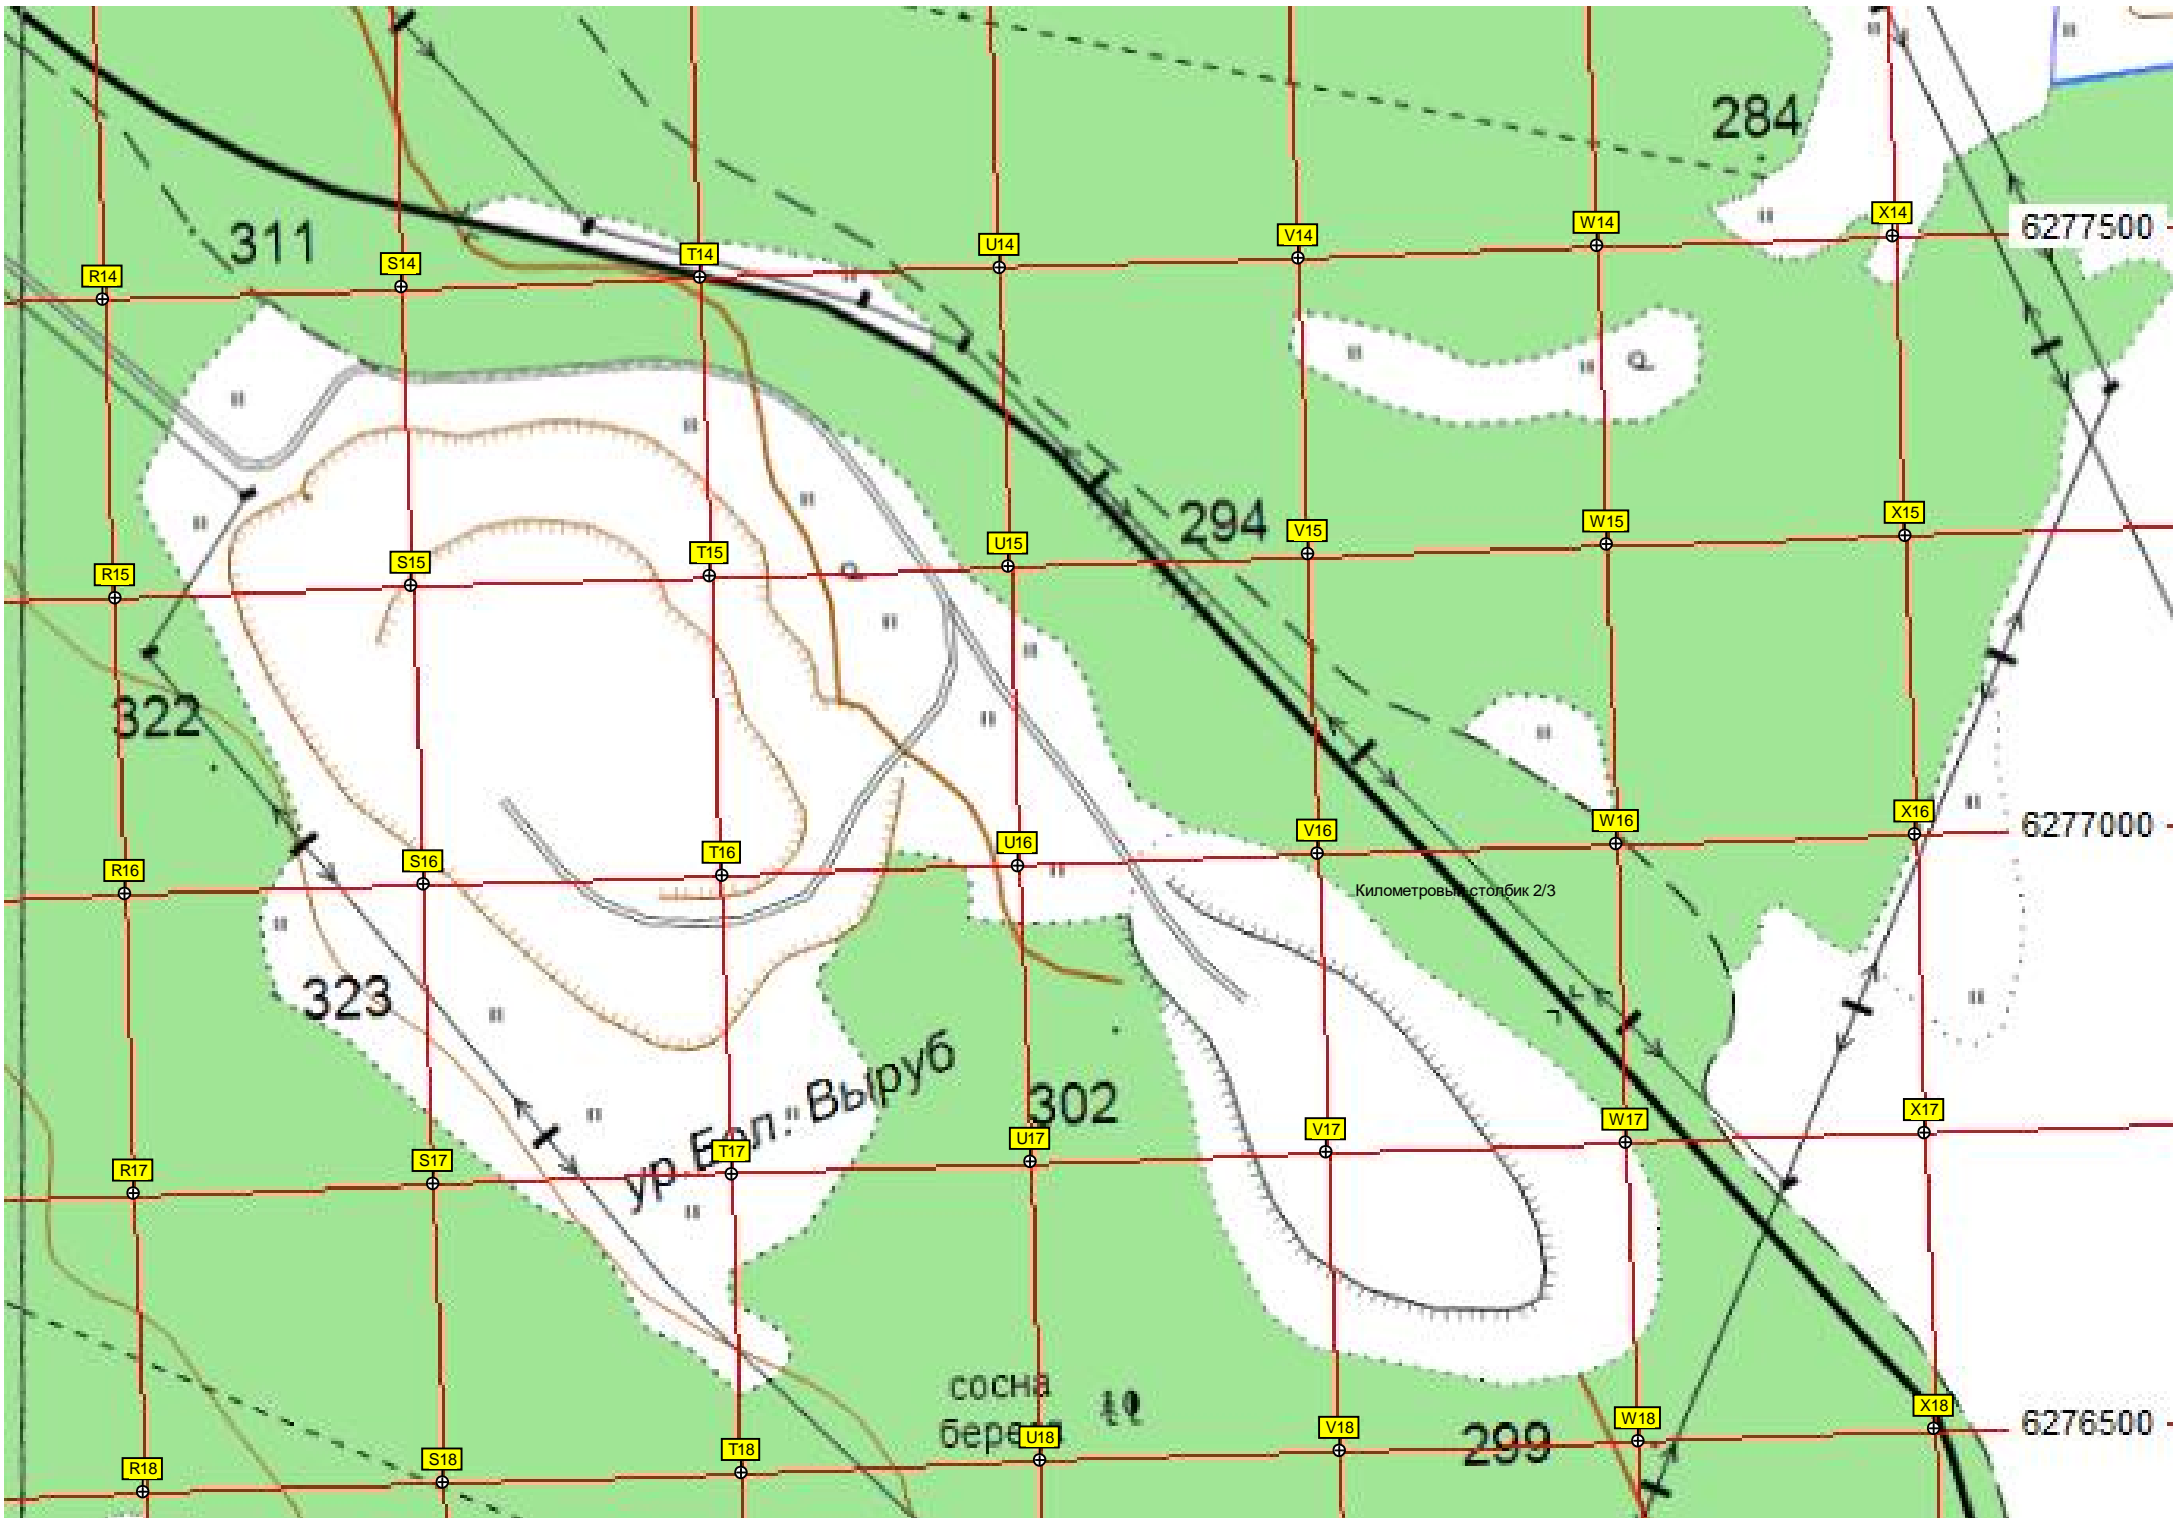 284
X14
6277500
W14
V14
U14
T14
S14
R14
311
294
X15
W15
V15
U15
T15
S15
R15
322
X16
6277000
W16
V16
U16
T16
S16
R16
Километровый столбик 2/3
323
302
X17
W17
V17
U17
T17
S17
R17
ур. Бол. Выруб
сосна
береза
299
X18
6276500
W18
V18
U18
T18
S18
R18